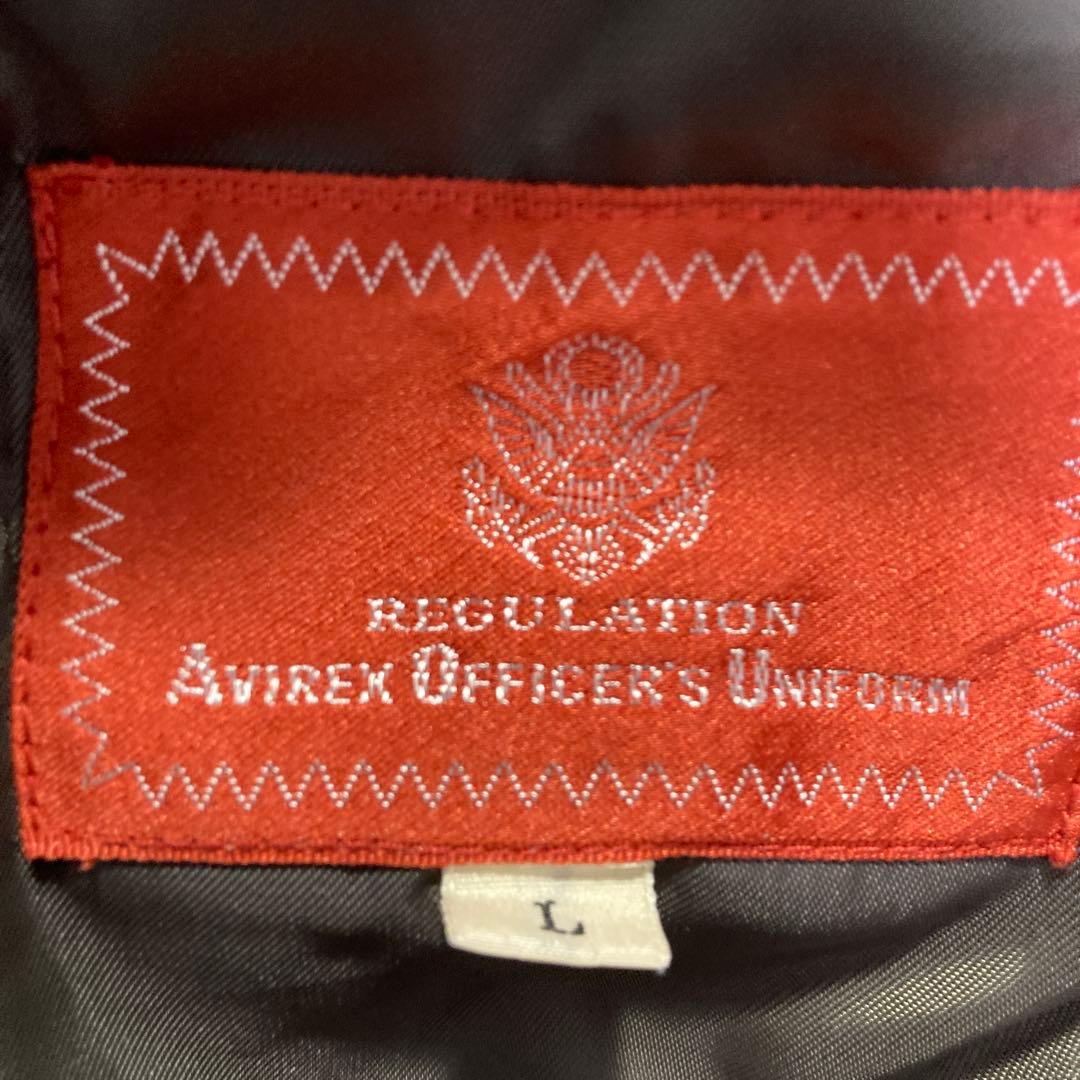 REGULATION
AVIREX OFFICER'S UNIFORM
L